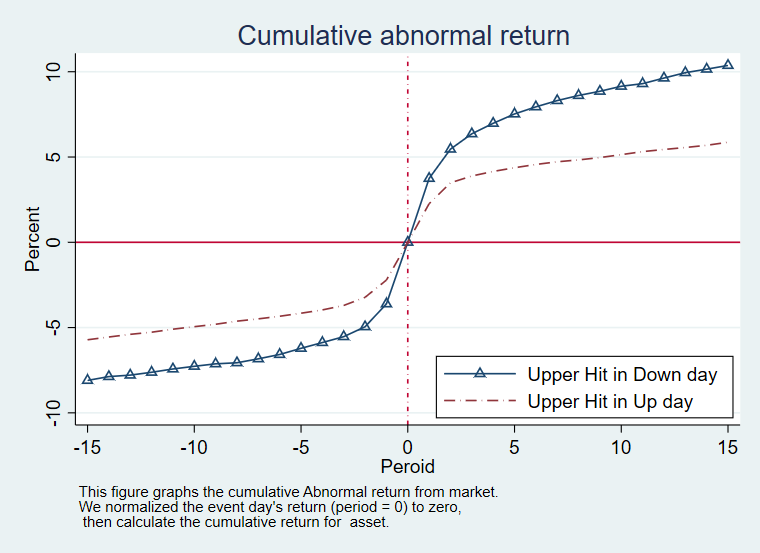 Cumulative abnormal return
Percent
10
5
0
-5
-10
-15
-10
-5
0
5
10
15
Peroid
Upper Hit in Down day
Upper Hit in Up day
This figure graphs the cumulative Abnormal return from market.
We normalized the event day's return (period = 0) to zero,
then calculate the cumulative return for  asset.